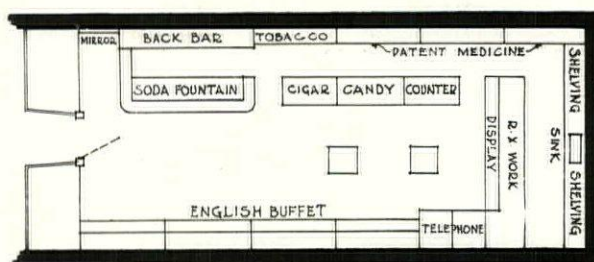 MIRROR
BACK BAR
TOBACCO
PATENT MEDICINE
SODA FOUNTAIN
CIGAR
CANDY
COUNTER
SHELVING
SINK
SHELVING
DISPLAY
R.X WORK
ENGLISH BUFFET
TELEPHONE